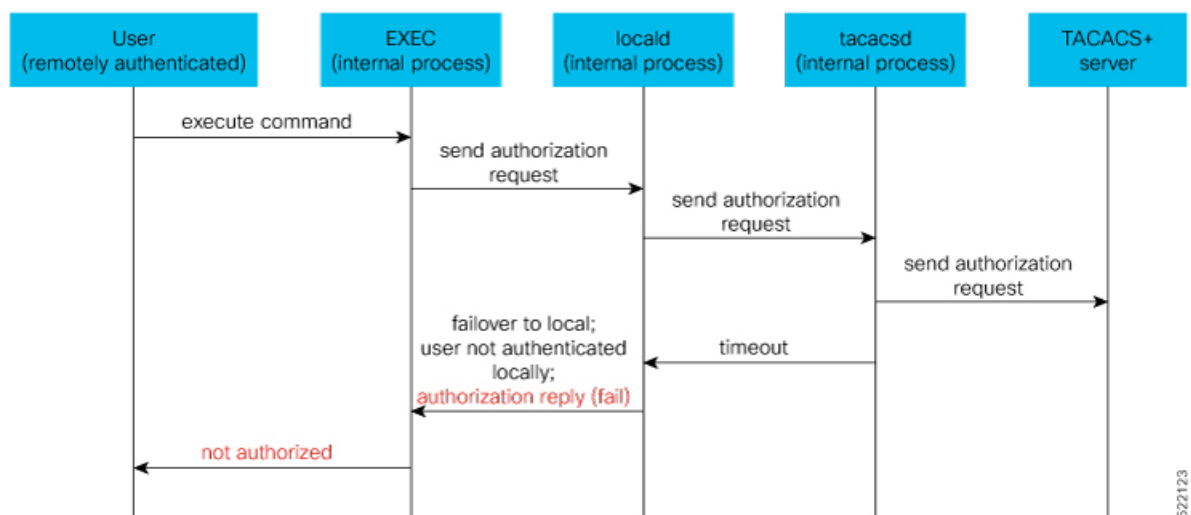 User
(remotely authenticated)
EXEC
(internal process)
locald
(internal process)
tacacsd
(internal process)
TACACS+
server
execute command
send authorization
request
send authorization
request
send authorization
request
timeout
failover to local;
user not authenticated
locally;
authorization reply (fail)
not authorized
522123